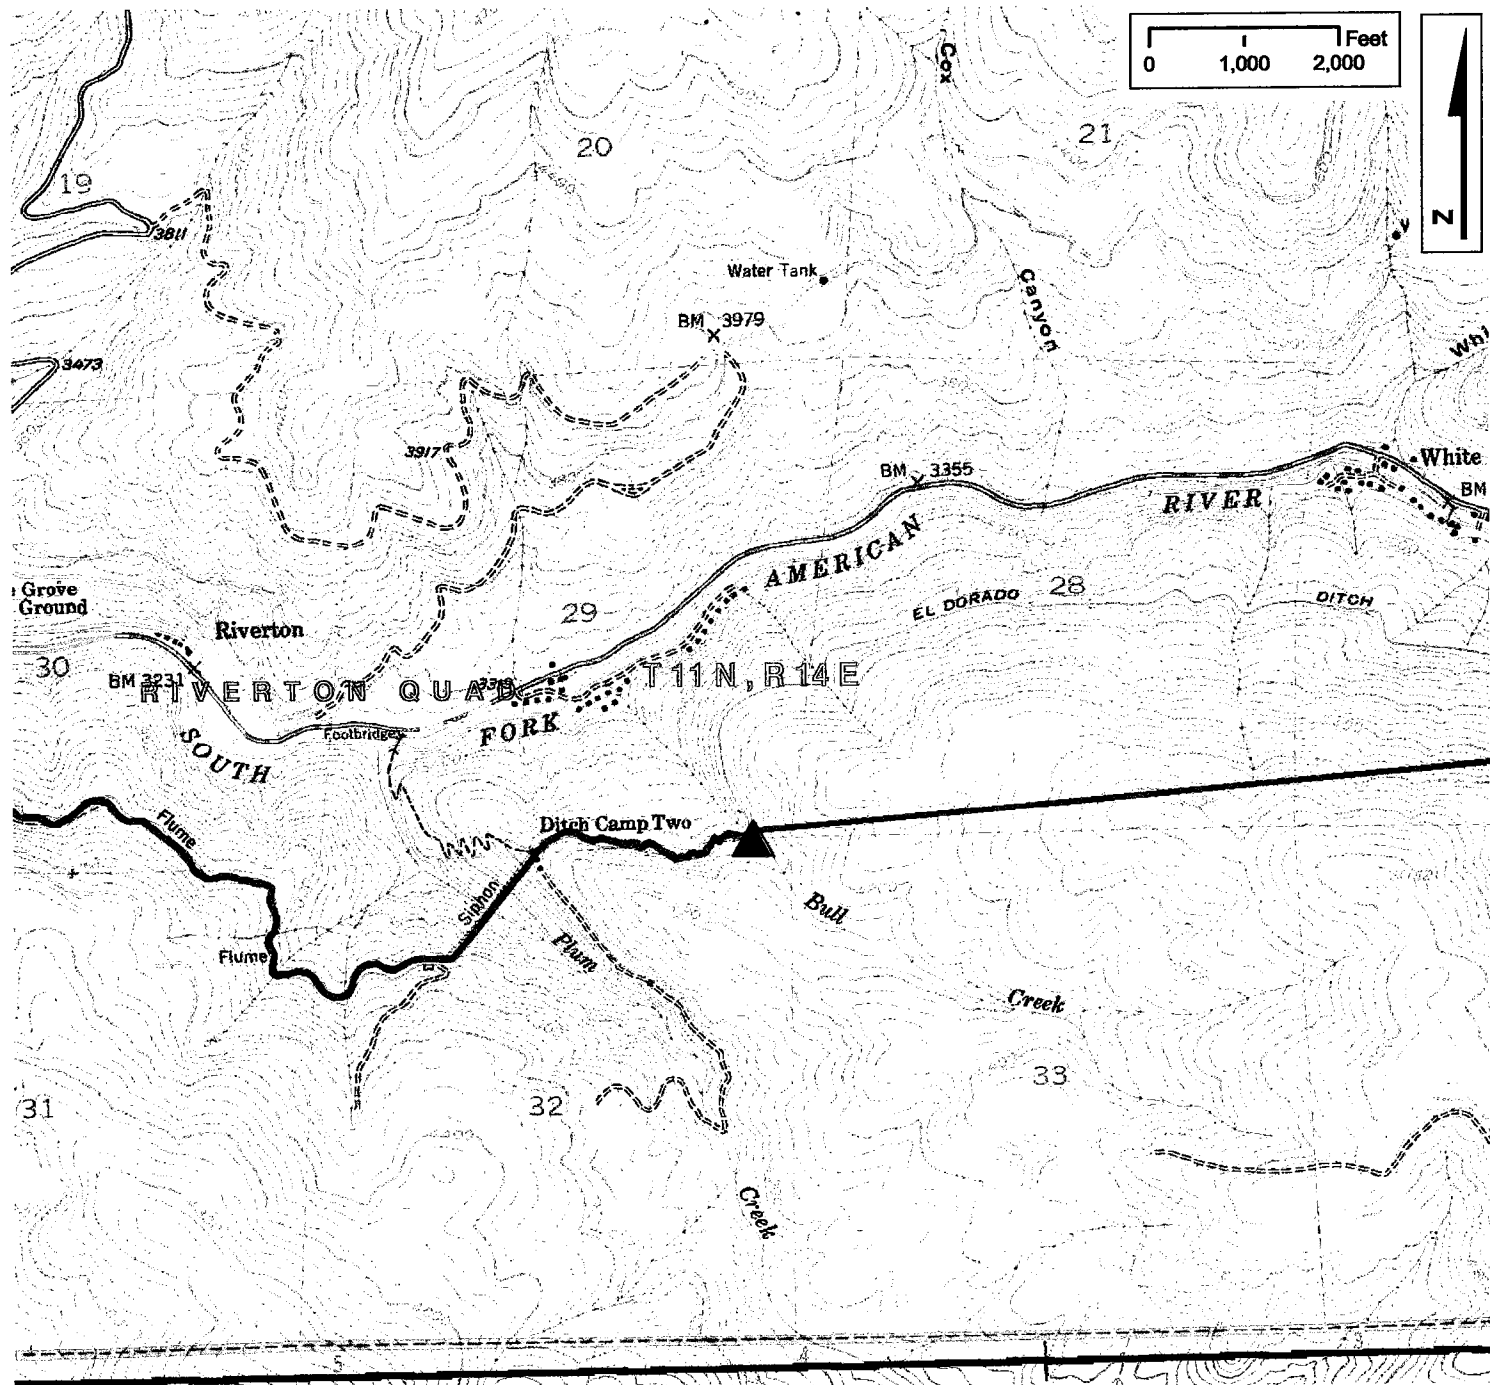 Feet
0 1,000 2,000
N
Cox
20
21
19
3811
Water Tank
Canyon
BM 3979
3473
3917
BM 3355
White
BM
RIVER
AMERICAN
Grove
Ground
EL DORADO
28
DITCH
29
Riverton
30
BM 3231
RIVERTON QUAD
T11N, R14E
FORK
Footbridge
SOUTH
Flume
Ditch Camp Two
Siphon
Bull
Plum
Flume
Creek
33
31
32
Creek
5
4
3